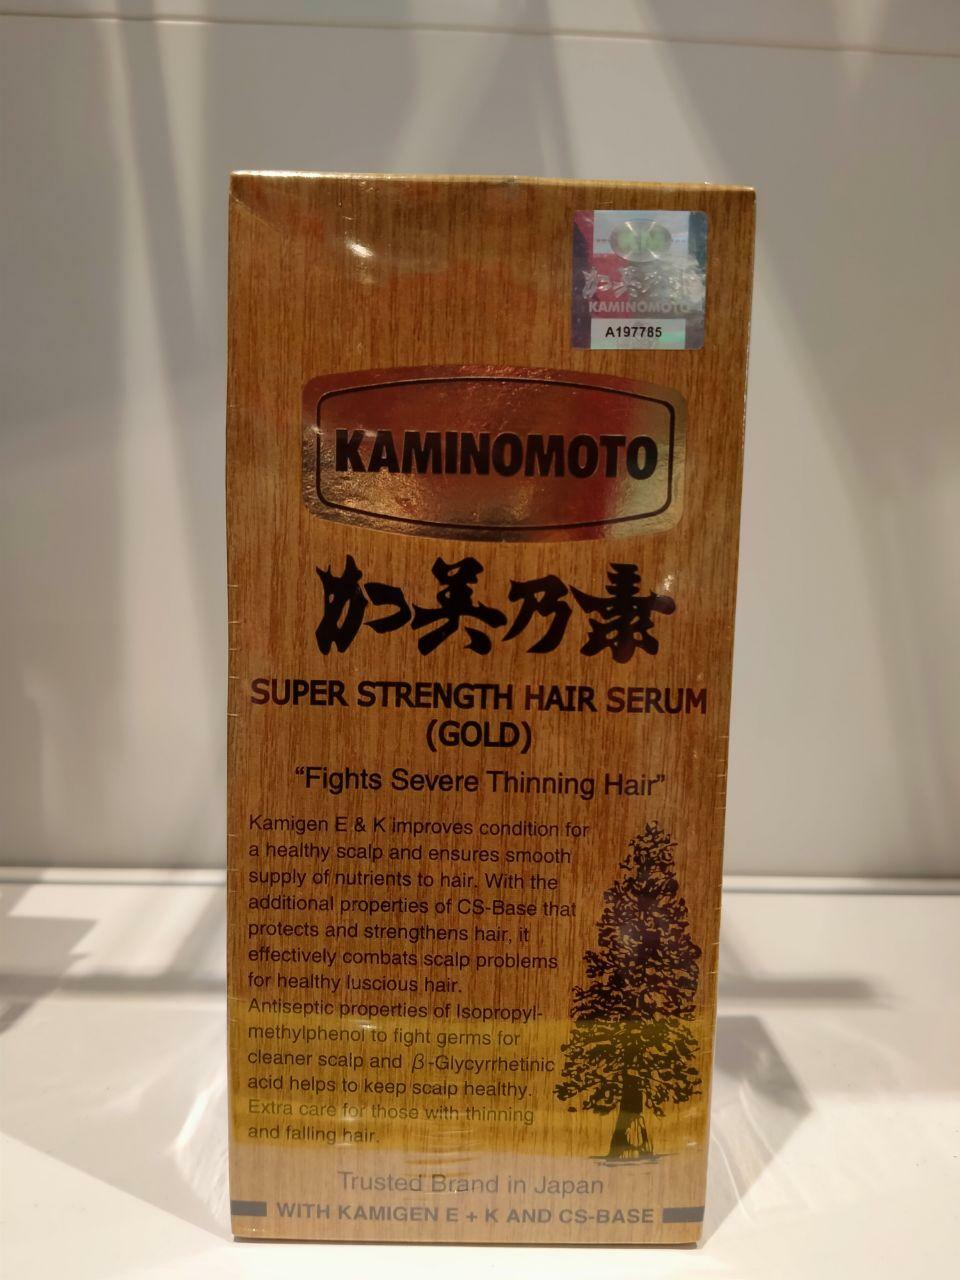 加美乃素
KAMINOMOTO
A197785
KAMINOMOTO
加美乃素
SUPER STRENGTH HAIR SERUM
(GOLD)
“Fights Severe Thinning Hair”
Kamigen E & K improves condition for
a healthy scalp and ensures smooth
supply of nutrients to hair. With the
additional properties of CS-Base that
protects and strengthens hair, it
effectively combats scalp problems
for healthy luscious hair.
Antiseptic properties of Isopropyl-
methylphenol to fight germs for
cleaner scalp and β-Glycyrrhetinic
acid helps to keep scalp healthy.
Extra care for those with thinning
and falling hair.
Trusted Brand in Japan
WITH KAMIGEN E + K AND CS-BASE